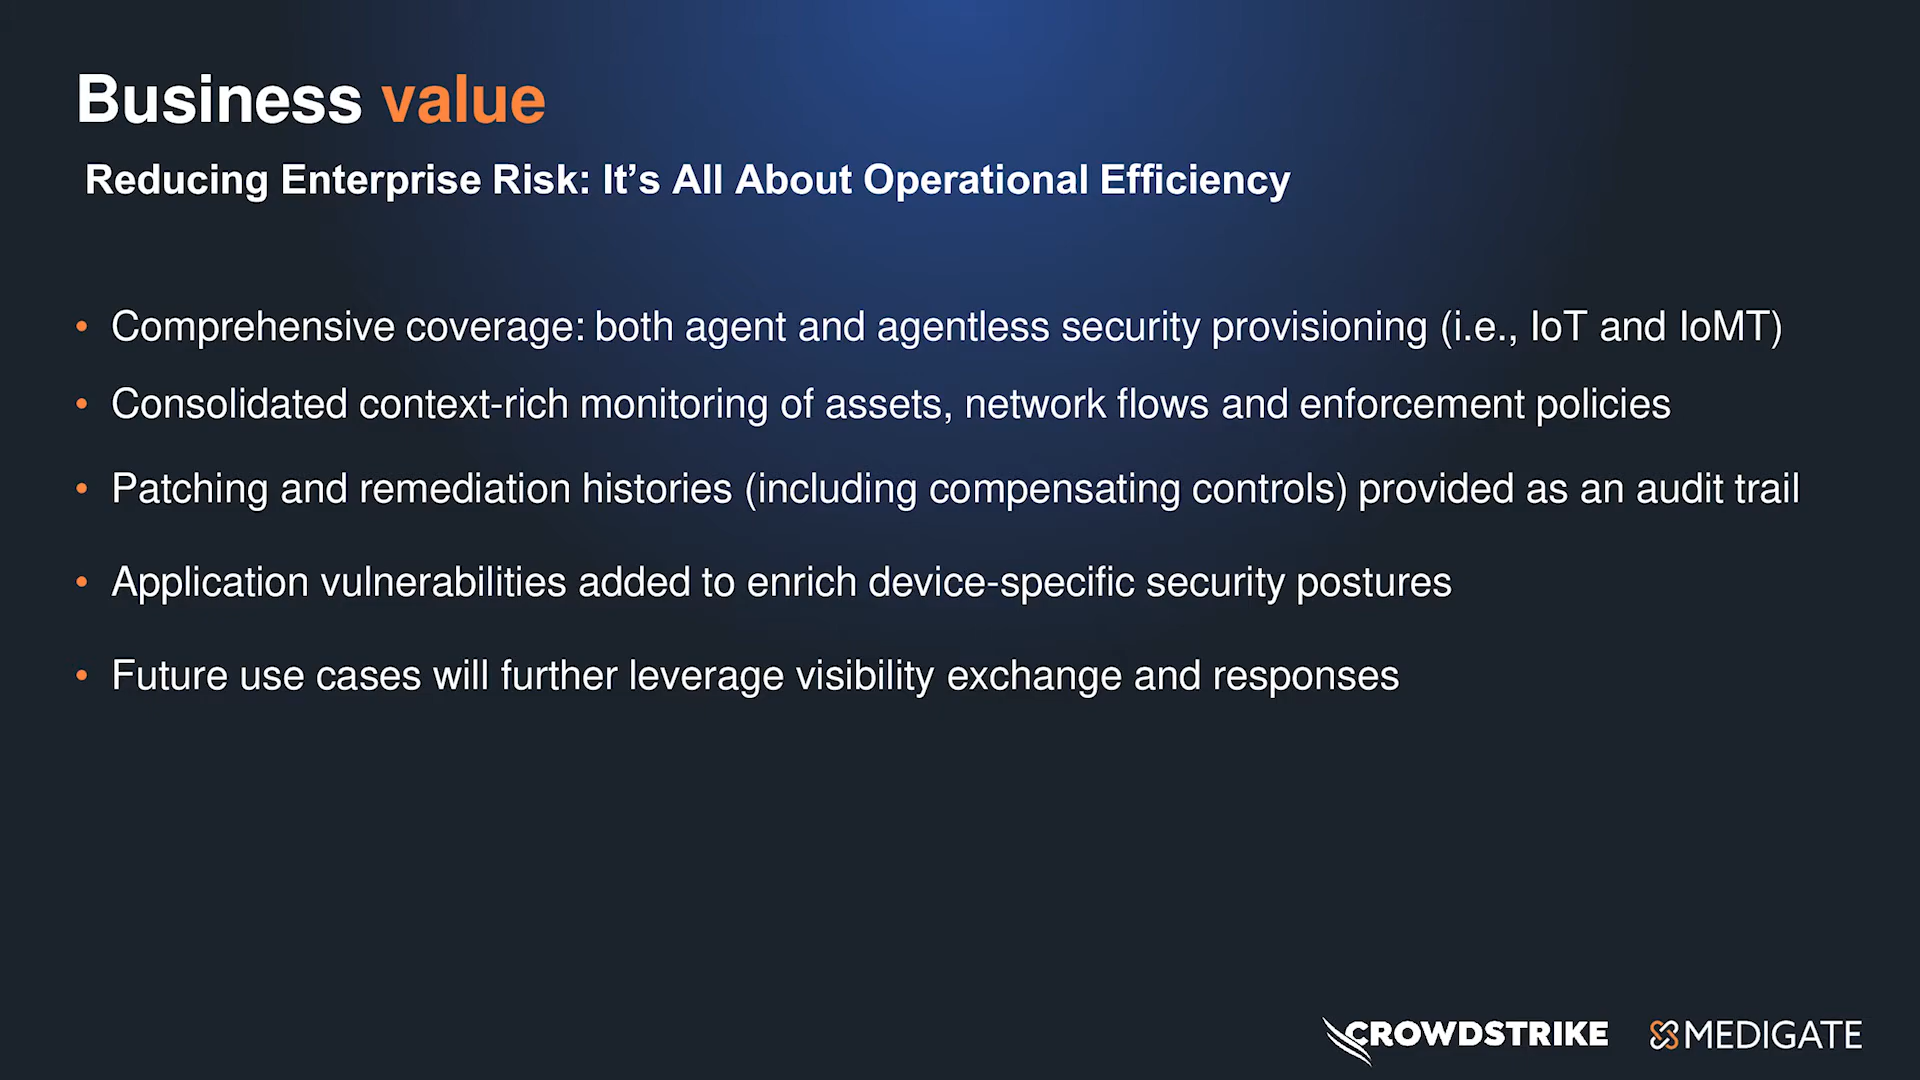 Business value
Reducing Enterprise Risk: It’s All About Operational Efficiency
• Comprehensive coverage: both agent and agentless security provisioning (i.e., IoT and IoMT)
• Consolidated context-rich monitoring of assets, network flows and enforcement policies
• Patching and remediation histories (including compensating controls) provided as an audit trail
• Application vulnerabilities added to enrich device-specific security postures
• Future use cases will further leverage visibility exchange and responses
CROWDSTRIKE MEDIGATE